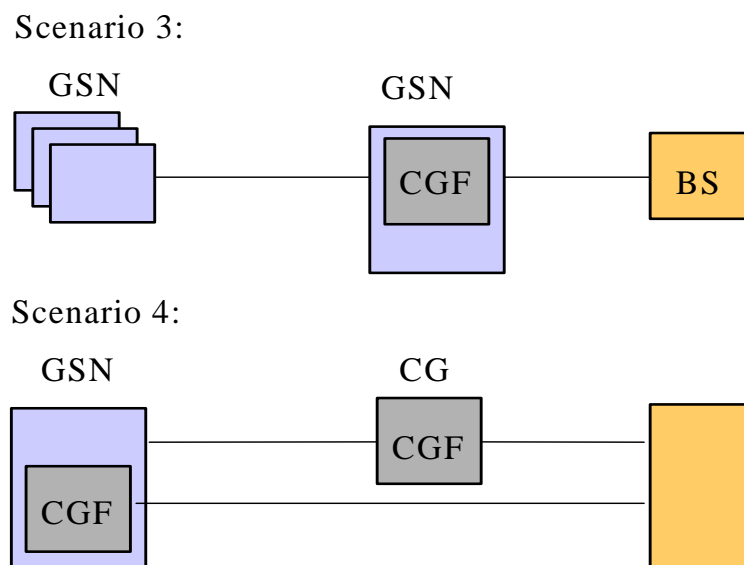 Scenario 3:
GSN
GSN
CGF
BS
Scenario 4:
GSN
CG
CGF
CGF